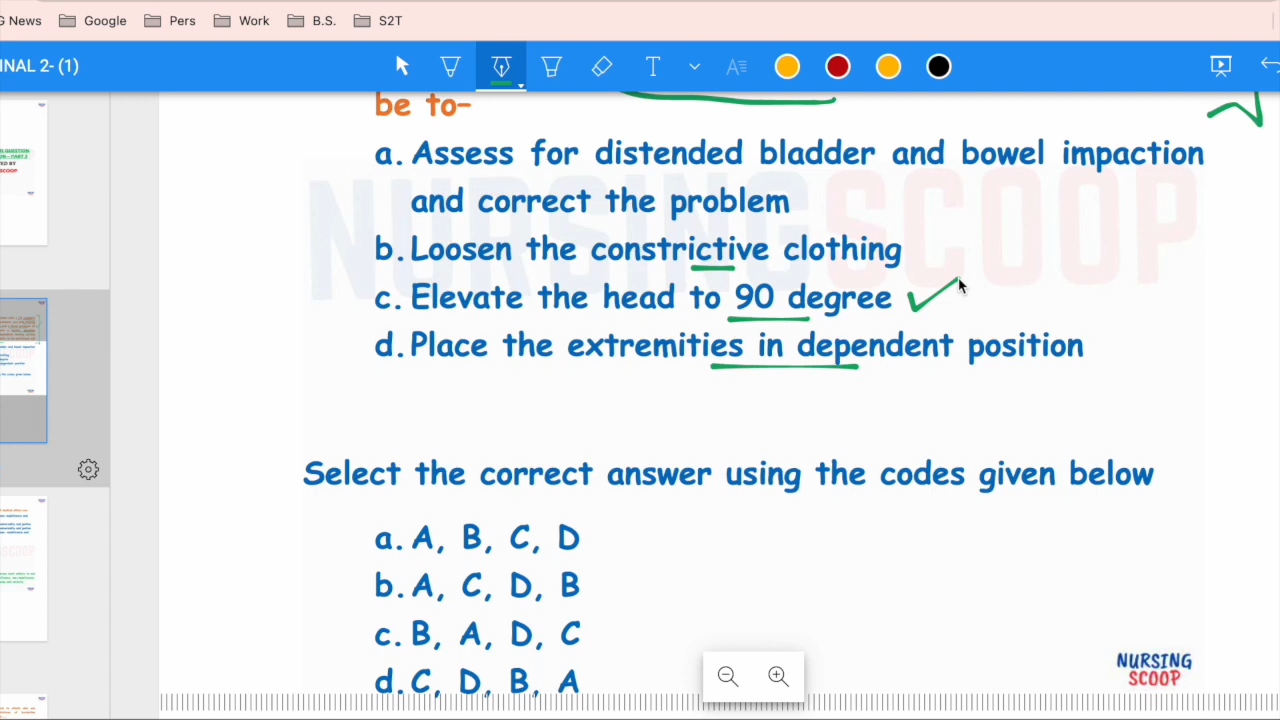 G News
Google
Pers
Work
B.S.
S2T
INAL 2- (1)
T
A
be to-
a. Assess for distended bladder and bowel impaction
and correct the problem
b. Loosen the constrictive clothing
c. Elevate the head to 90 degree
d. Place the extremities in dependent position
NURSINGSCOOP
Select the correct answer using the codes given below
a. A, B, C, D
b. A, C, D, B
c. B, A, D, C
d. C, D, B, A
NURSING
SCOOP